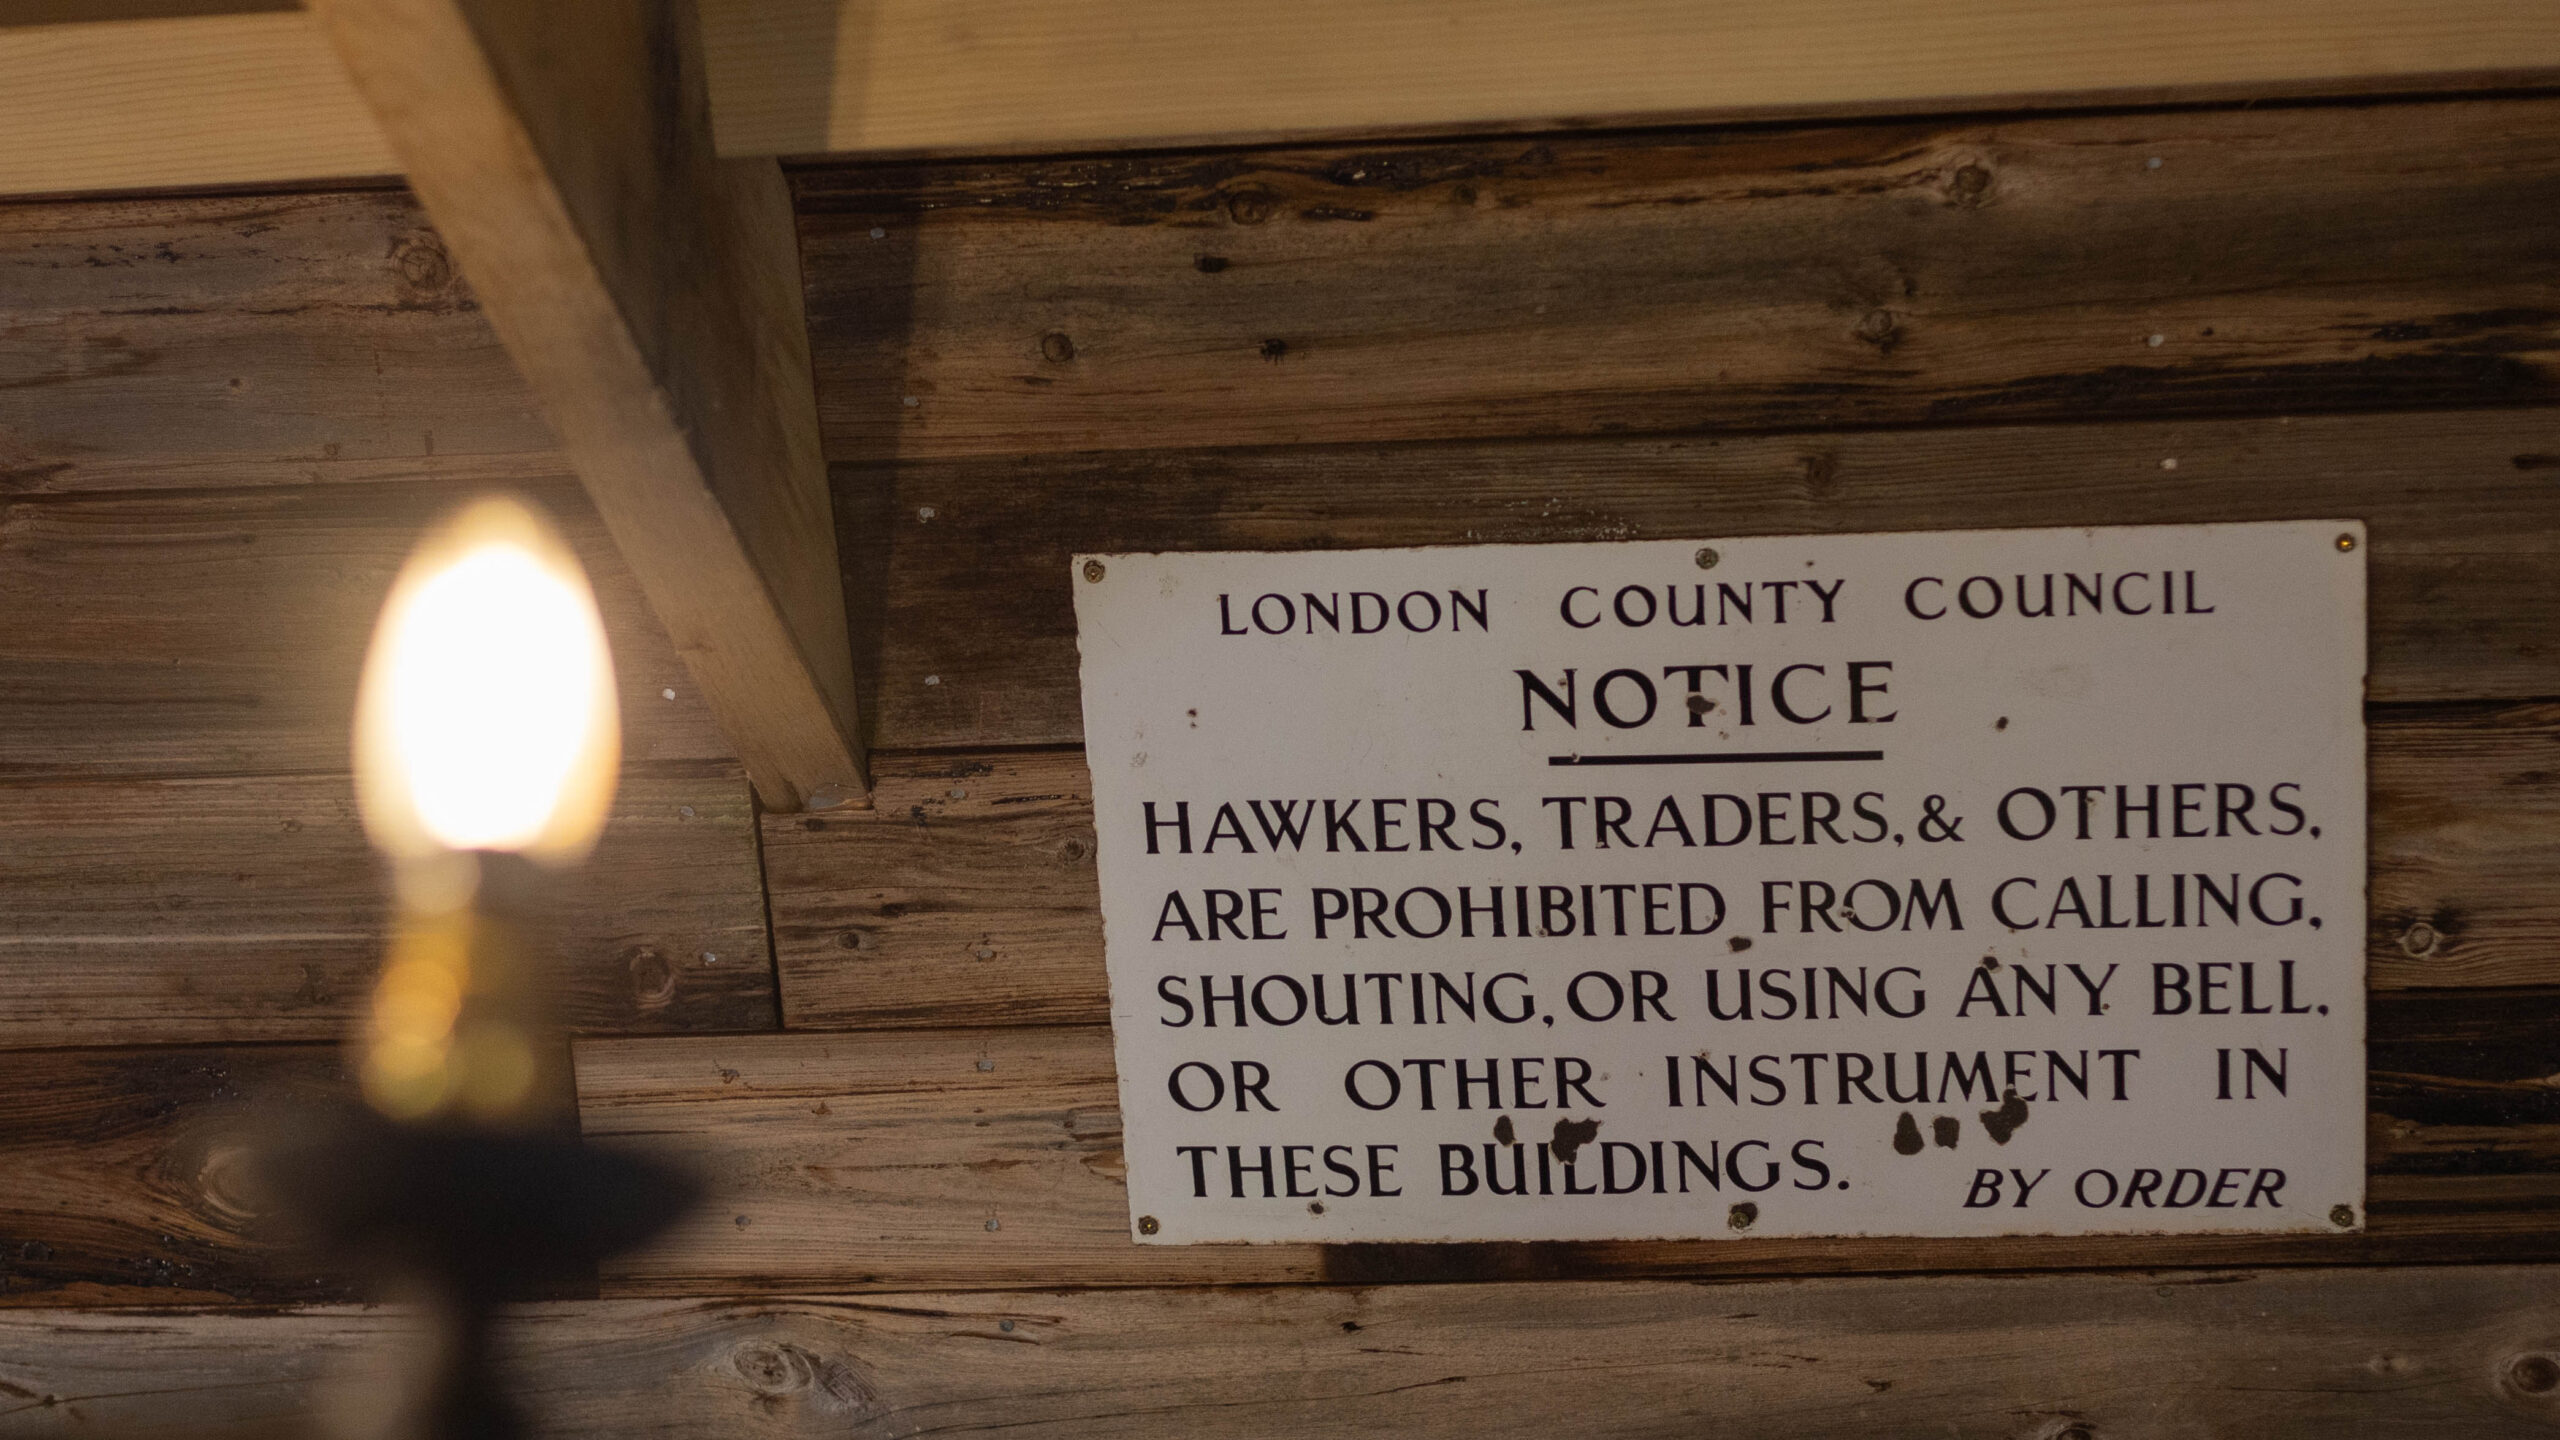 LONDON COUNTY COUNCIL
NOTICE
HAWKERS, TRADERS, & OTHERS,
ARE PROHIBITED FROM CALLING,
SHOUTING, OR USING ANY BELL,
OR OTHER INSTRUMENT IN
THESE BUILDINGS.
BY ORDER